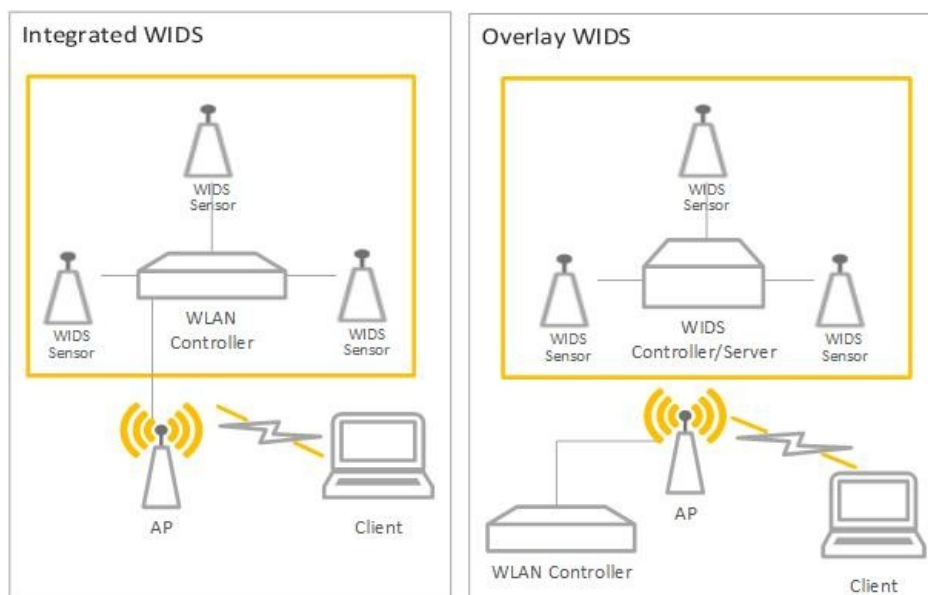 Integrated WIDS
WIDS
Sensor
WIDS
Sensor
WLAN
Controller
WIDS
Sensor
AP
Client
Overlay WIDS
WIDS
Sensor
WIDS
Sensor
WIDS
Controller/Server
WIDS
Sensor
AP
WLAN Controller
Client